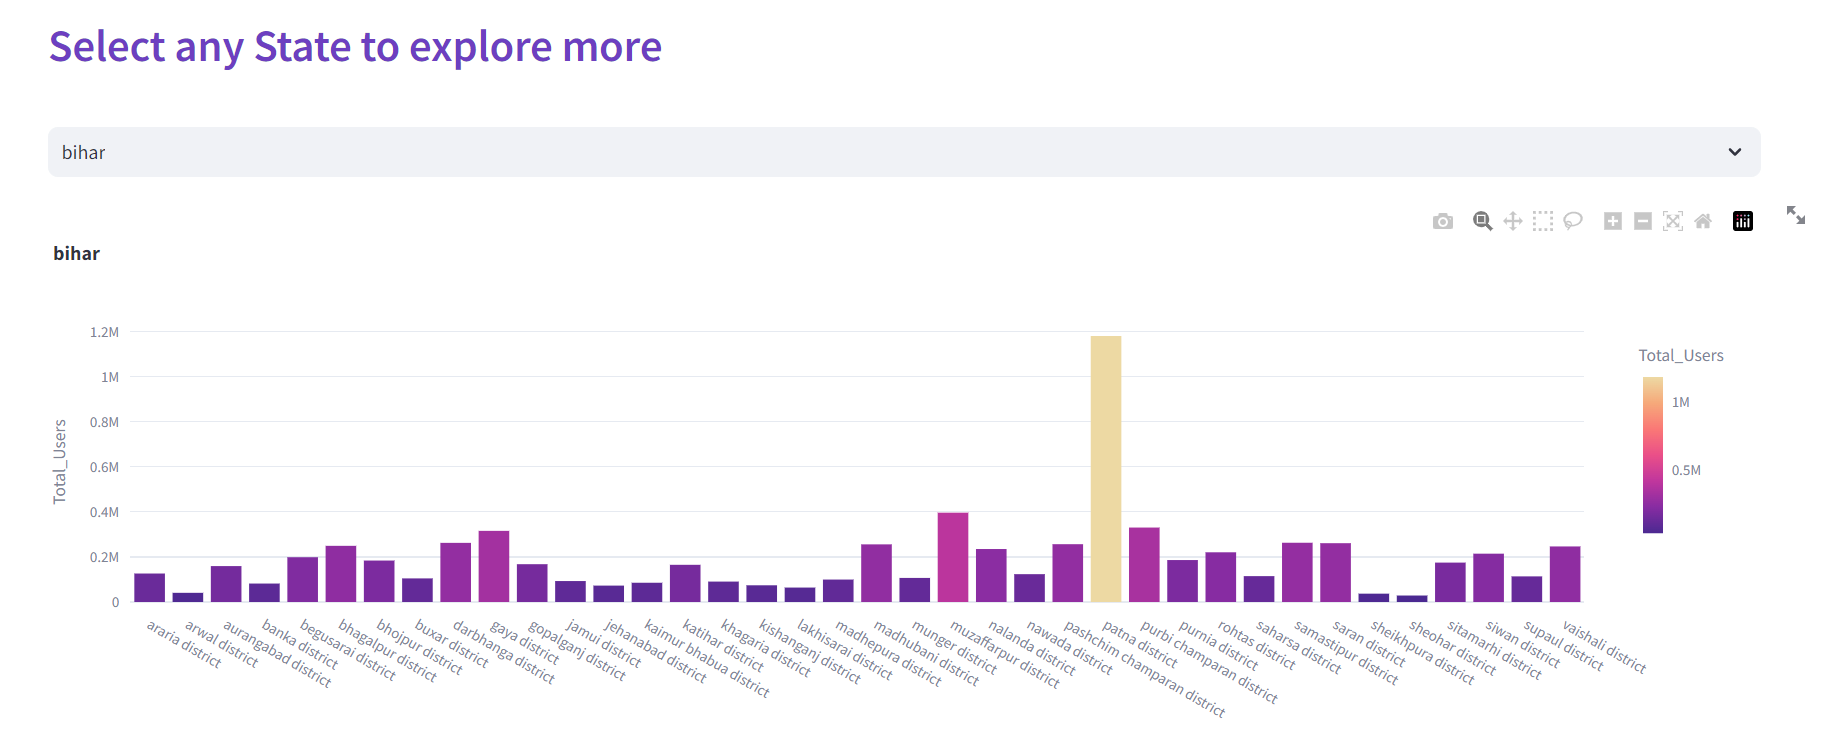 Select any State to explore more
bihar
bihar
Total_Users
1.2M
1M
0.8M
0.6M
0.4M
0.2M
0
araria district
arwal district
aurangabad district
banka district
begusarai district
bhagalpur district
bhojpur district
buxar district
darbhanga district
gaya district
gopalganj district
jamui district
jehanabad district
kaimur bhabua district
katihar district
khagaria district
kishanganj district
lakhisarai district
madhepura district
madhubani district
munger district
muzaffarpur district
nalanda district
nawada district
pashchim champaran district
patna district
purbi champaran district
purnia district
rohtas district
saharsa district
samastipur district
saran district
sheikhpura district
sheohar district
sitamarhi district
siwan district
supaul district
vaishali district
Total_Users
1M
0.5M